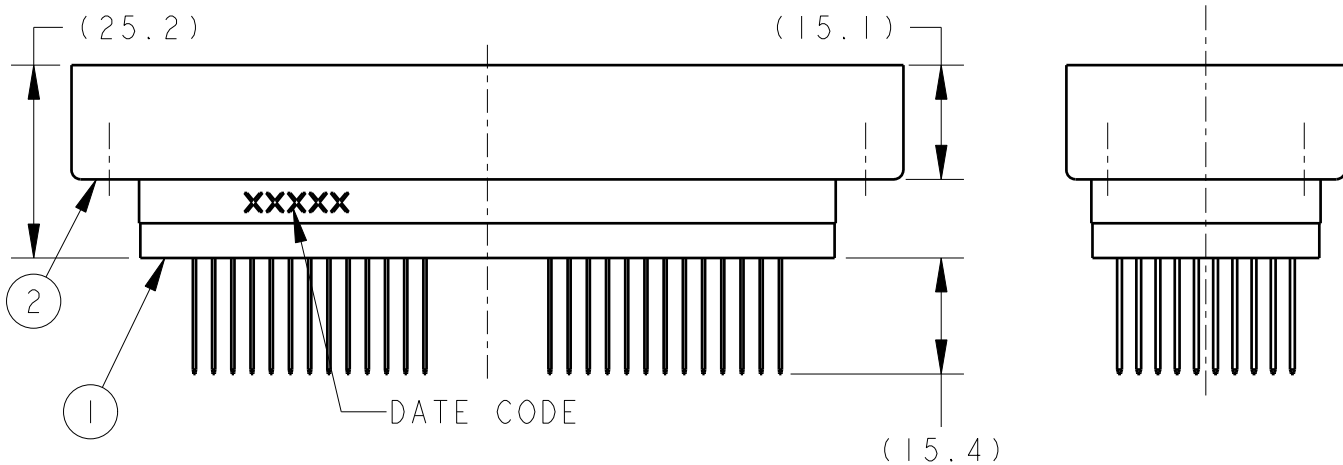 (25.2)
(15.1)
XXXXX
2
1
DATE CODE
(15.4)